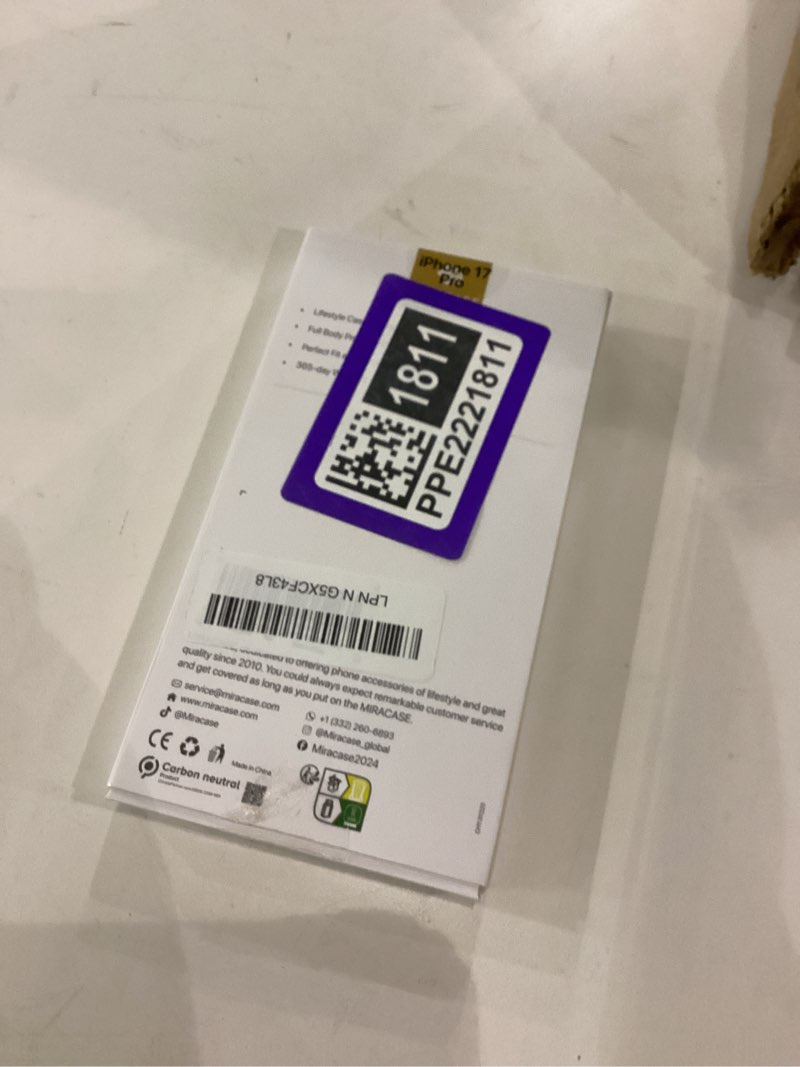 iPhone 17
Pro
Lifestyle
Full Body
Perfect Fit
365-day
1811
PPE2221811
LPN N G5XCF43L8
dedicated to offering phone accessories of lifestyle and great
quality since 2010. You could always expect remarkable customer service
and get covered as long as you put on the MIRACASE.
service@miracase.com
www.miracase.com
@Miracase
+1 (332) 260-6893
@Miracase_global
Miracase2024
CE
Made in China
Carbon neutral
Product